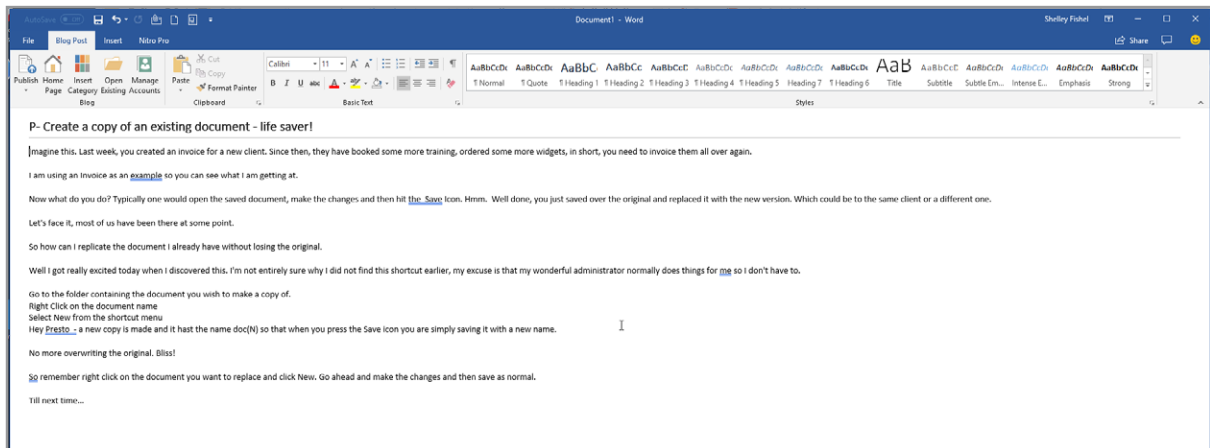 AutoSave Off
Document1 - Word
Shelley Fishel
File Blog Post Insert Nitro Pro
Share
Publish Home Page Insert Category Open Existing Manage Accounts
Blog
Paste Cut Copy Format Painter
Clipboard
Calibri 11
B I U abc A
Basic Text
AaBbCcDc AaBbCcDc AaBbC AaBbCc AaBbCcC AaBbCcDc AaBbCcDc AaBbCcDc AaBbCcDc AaBbCcDc AaB AaBbCcC AaBbCcDt AaBbCcDt AaBbCcDt AaBbCcDc
¶ Normal ¶ Quote ¶ Heading 1 ¶ Heading 2 ¶ Heading 3 ¶ Heading 4 ¶ Heading 5 Heading 7 ¶ Heading 6 Title Subtitle Subtle Em... Intense E... Emphasis Strong
Styles
P- Create a copy of an existing document - life saver!
Imagine this. Last week, you created an invoice for a new client. Since then, they have booked some more training, ordered some more widgets, in short, you need to invoice them all over again.
I am using an Invoice as an example so you can see what I am getting at.
Now what do you do? Typically one would open the saved document, make the changes and then hit the  Save Icon. Hmm.  Well done, you just saved over the original and replaced it with the new version. Which could be to the same client or a different one.
Let's face it, most of us have been there at some point.
So how can I replicate the document I already have without losing the original.
Well I got really excited today when I discovered this. I'm not entirely sure why I did not find this shortcut earlier, my excuse is that my wonderful administrator normally does things for me so I don't have to.
Go to the folder containing the document you wish to make a copy of.
Right Click on the document name
Select New from the shortcut menu
Hey Presto  - a new copy is made and it hast the name doc(N) so that when you press the Save icon you are simply saving it with a new name.
No more overwriting the original. Bliss!
So remember right click on the document you want to replace and click New. Go ahead and make the changes and then save as normal.
Till next time...